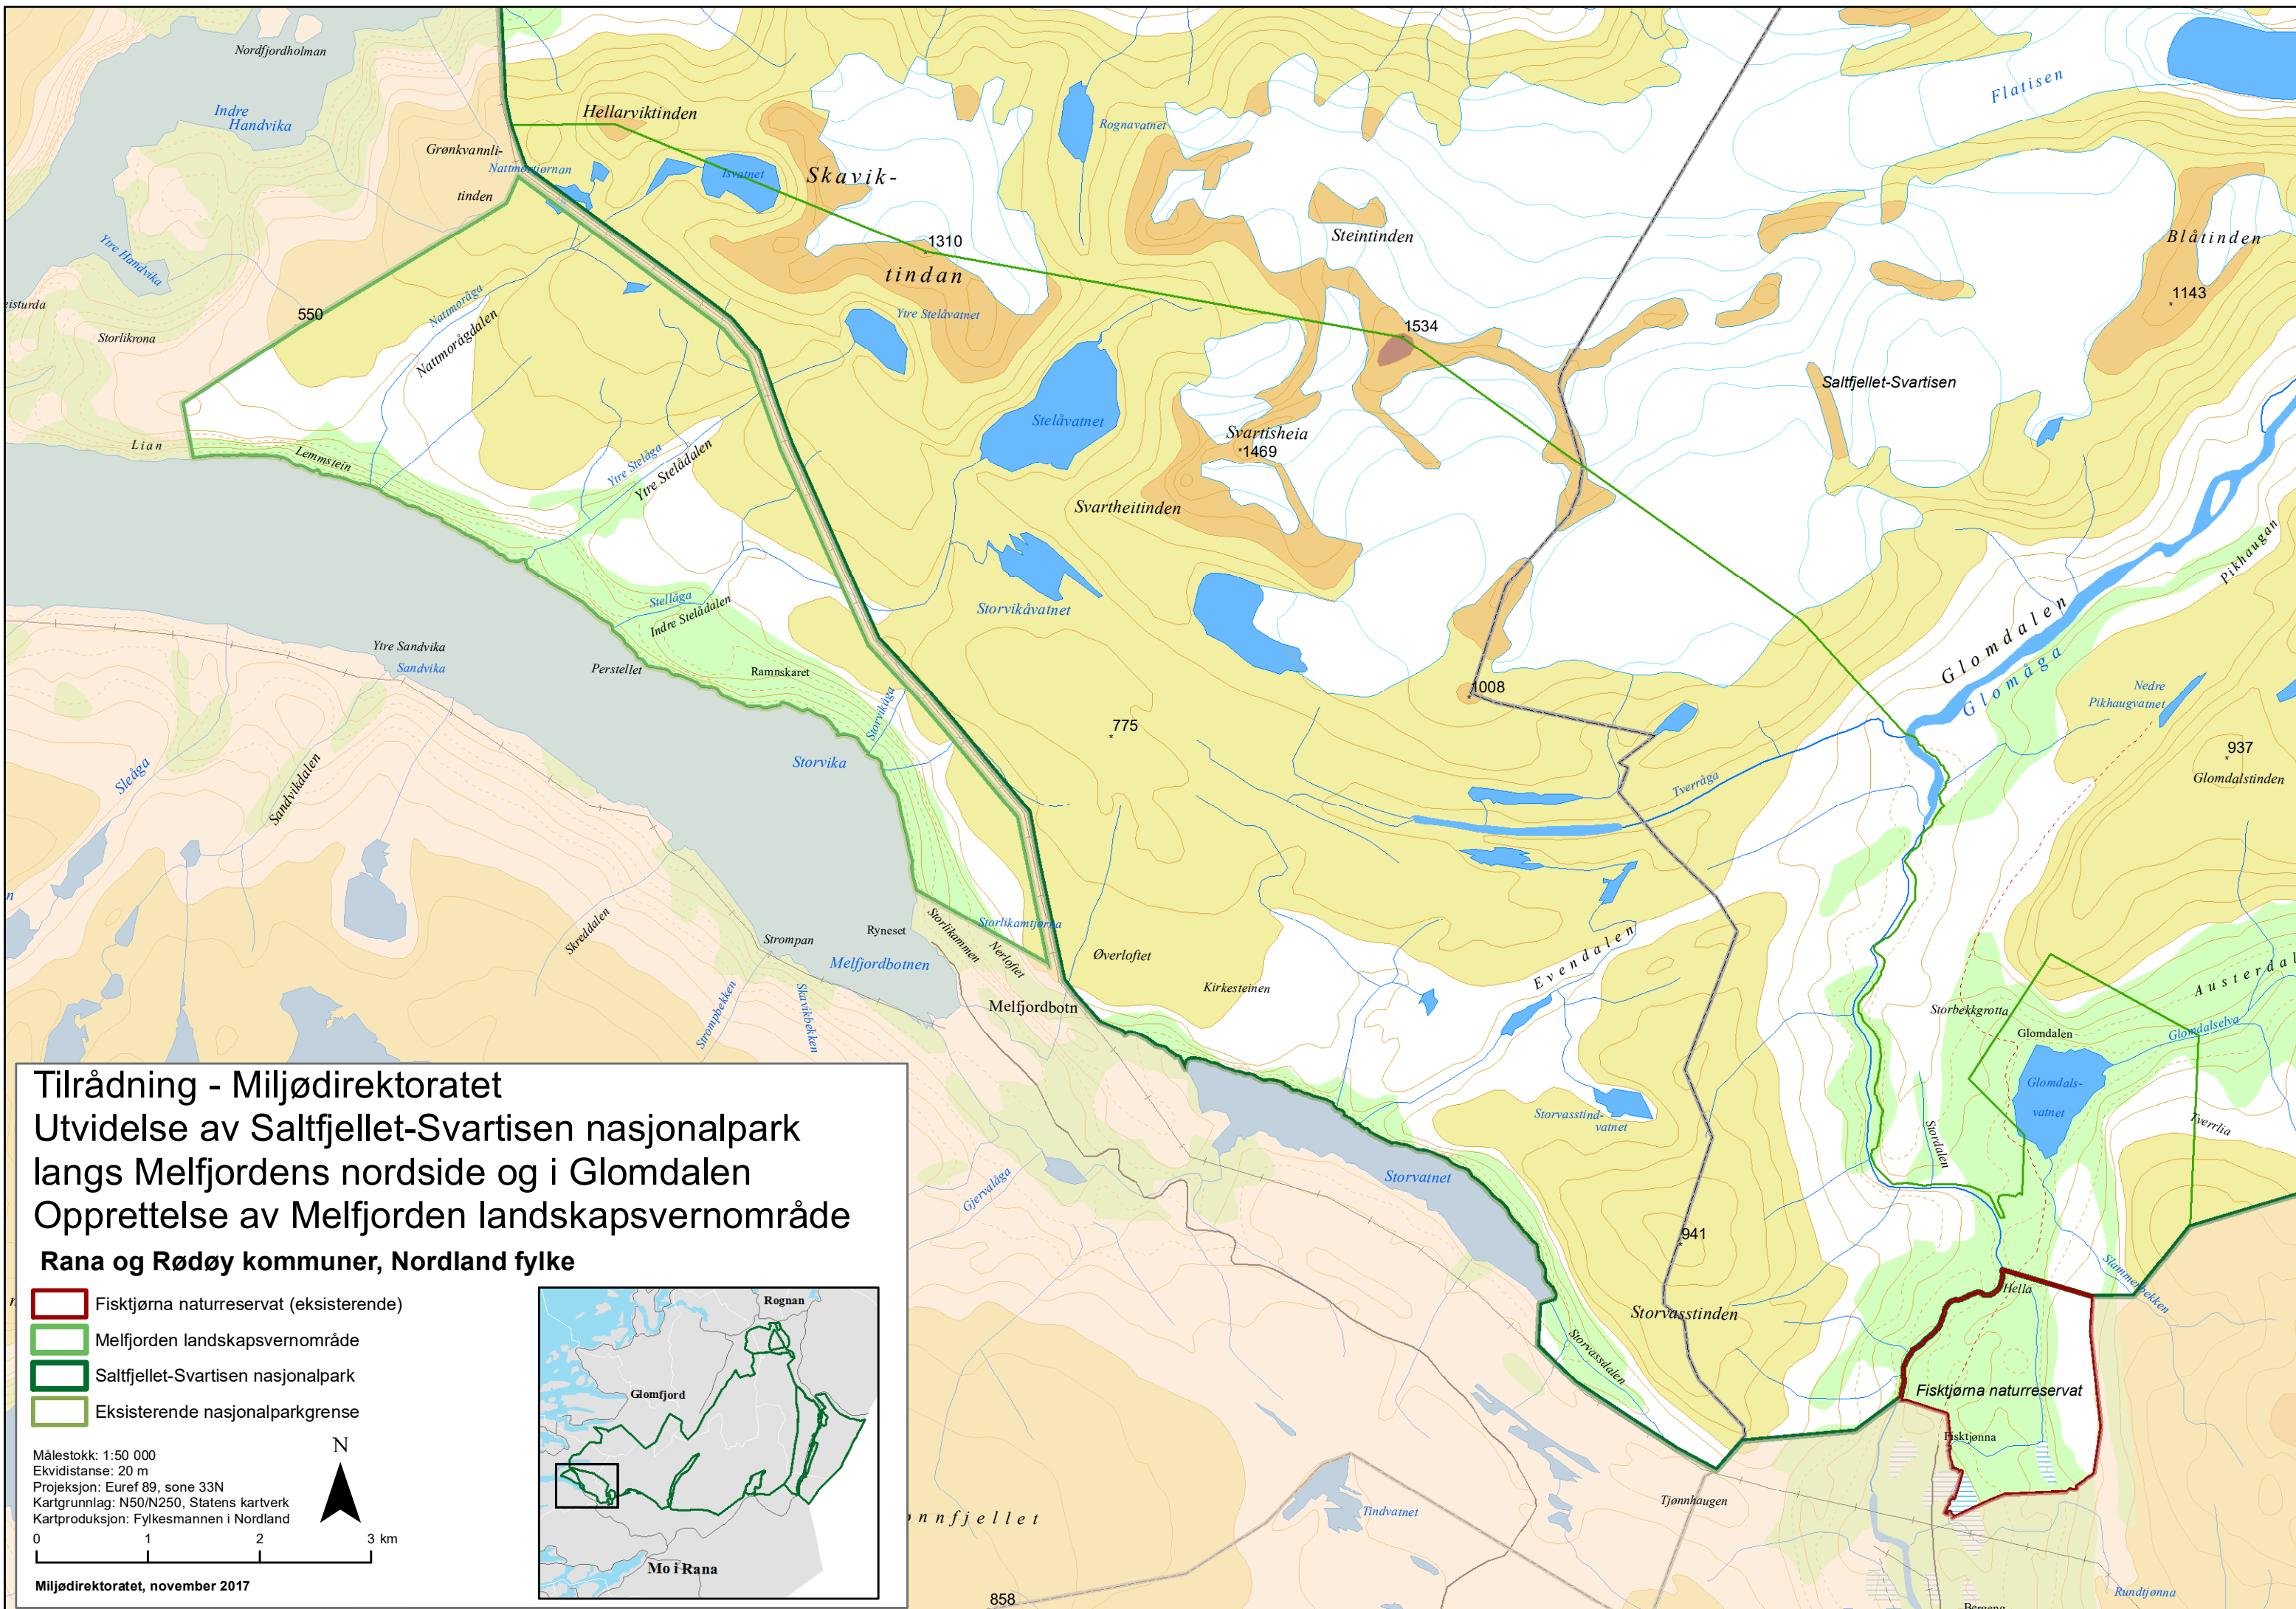 Nordfjordholman
Indre
Handvika
Hellarviktinden
Grønkvannli-
tinden
Nattmortjørnan
Isvatnet
Rognavatnet
Flatisen
Skavik-
tindan
1310
Steintinden
Blåtinden
1143
Ytre Handvika
Storlikrona
550
Nattmoråga
Nattmorågdalen
Ytre Stelåvatnet
1534
Saltfjellet-Svartisen
Stelåvatnet
Svartisheia
1469
Lian
Lemmstein
Ytre Stelåga
Ytre Stelådalen
Svartheitinden
Pikhaugan
Glomdalen
Glomåga
Stellåga
Indre Stelådalen
Storvikåvatnet
Ytre Sandvika
Sandvika
Perstellet
Ramnskaret
1008
Nedre
Pikhaugvatnet
Storvikåga
775
937
Glomdalstinden
Storvika
Sleåga
Sandvikdalen
Tverråga
Skreddalen
Strompan
Ryneset
Storlikammen
Storlikamtjørna
Nerloftet
Øverloftet
Melfjordbotnen
Kirkesteinen
Evendalen
Austerdal
Strompbekken
Skavikbekken
Melfjordbotn
Storbekkgrotta
Glomdalen
Glomdalselva
Glomdals-
vatnet
Storvasstind-
vatnet
Stordalen
Tverrlia
Gjervalåga
Storvatnet
941
Slammerbekken
Hella
Storvasstinden
Storvassdalen
Fisktjørna naturreservat
Fisktjønna
Tjønnhaugen
Tindvatnet
nnfjellet
858
Rundtjønna
Tilrådning - Miljødirektoratet
Utvidelse av Saltfjellet-Svartisen nasjonalpark
langs Melfjordens nordside og i Glomdalen
Opprettelse av Melfjorden landskapsvernområde
Rana og Rødøy kommuner, Nordland fylke
Fisktjørna naturreservat (eksisterende)
Melfjorden landskapsvernområde
Saltfjellet-Svartisen nasjonalpark
Eksisterende nasjonalparkgrense
Målestokk: 1:50 000
Ekvidistanse: 20 m
Projeksjon: Euref 89, sone 33N
Kartgrunnlag: N50/N250, Statens kartverk
Kartproduksjon: Fylkesmannen i Nordland
N
0 1 2 3 km
Miljødirektoratet, november 2017
Rognan
Glomfjord
Mo i Rana